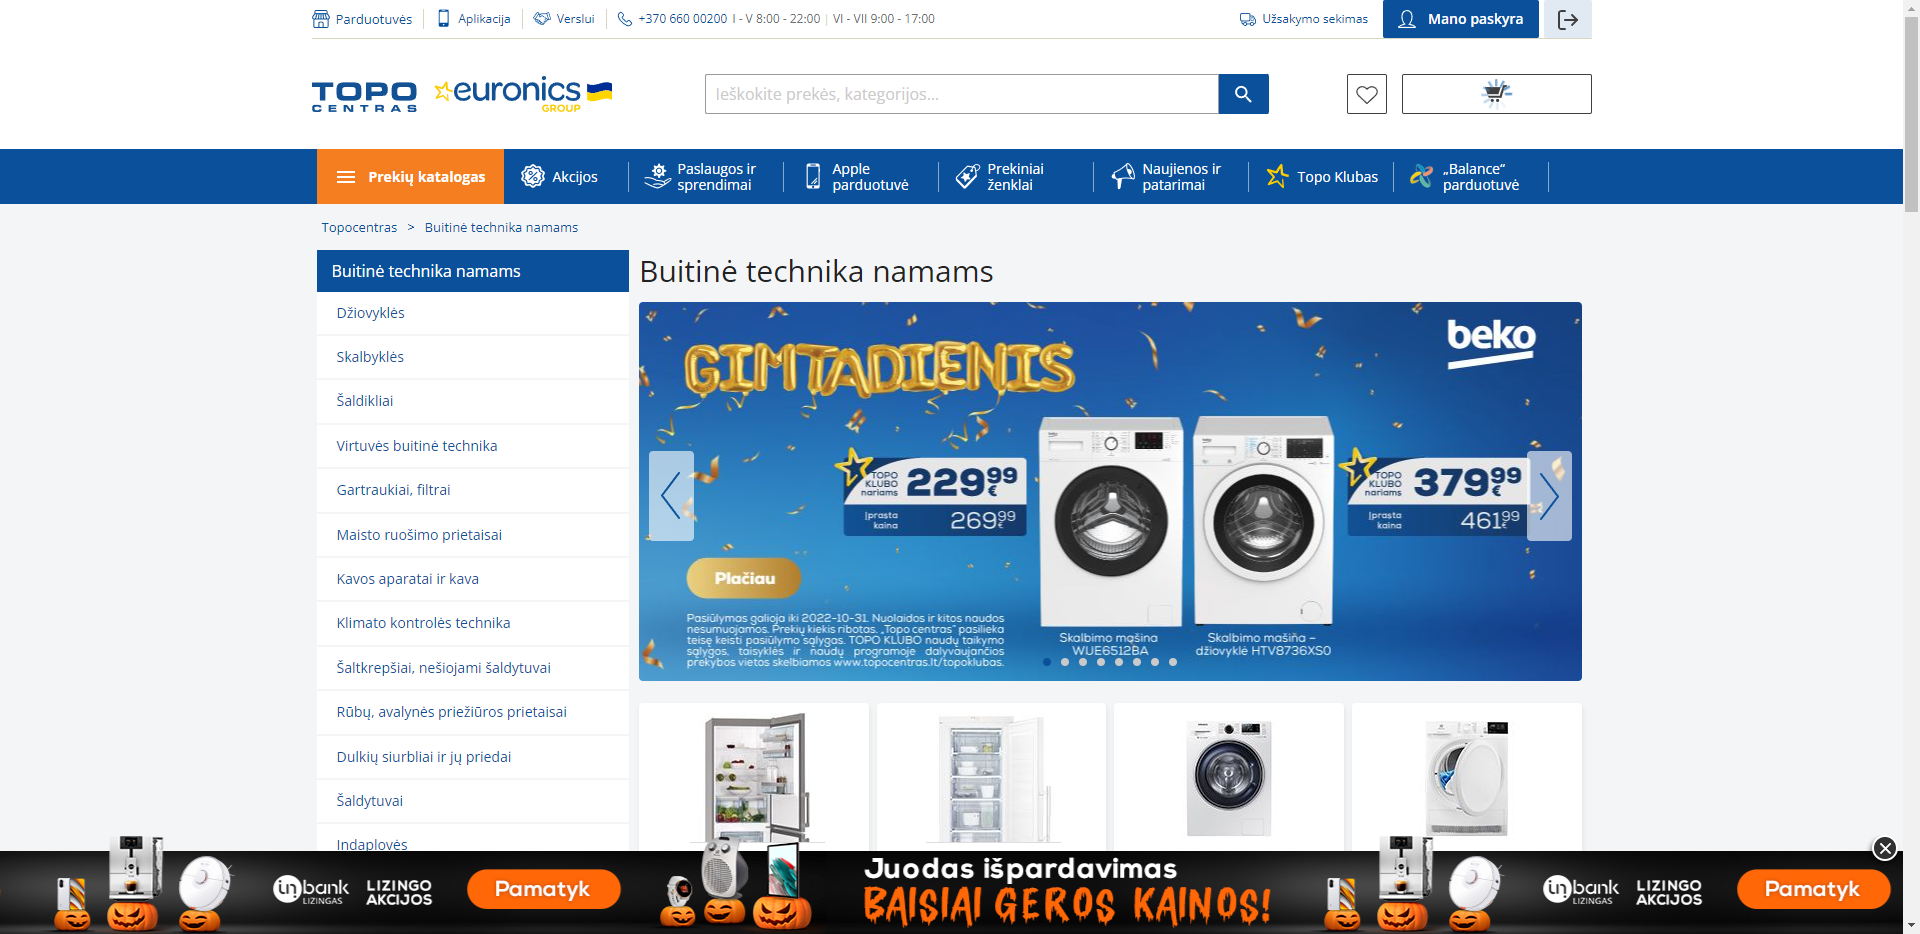 Parduotuvės
Aplikacija
Verslui
+370 660 00200 I - V 8:00 - 22:00 | VI - VII 9:00 - 17:00
Užsakymo sekimas
Mano paskyra
TOPO CENTRAS
euronics GROUP
Ieškokite prekės, kategorijos...
Prekių katalogas
Akcijos
Paslaugos ir sprendimai
Apple parduotuvė
Prekiniai ženklai
Naujienos ir patarimai
Topo Klubas
„Balance“ parduotuvė
Topocentras > Buitinė technika namams
Buitinė technika namams
Džiovyklės
Skalbyklės
Šaldikliai
Virtuvės buitinė technika
Gartraukiai, filtrai
Maisto ruošimo prietaisai
Kavos aparatai ir kava
Klimato kontrolės technika
Šaltkrepšiai, nešiojami šaldytuvai
Rūbų, avalynės priežiūros prietaisai
Dulkių siurbliai ir jų priedai
Šaldytuvai
Indaplovės
Buitinė technika namams
GIMTADIENIS
beko
TOPO KLUBO nariams 229 99 €
Įprasta kaina 269 99 €
TOPO KLUBO nariams 379 99 €
Įprasta kaina 461 99 €
Plačiau
Pasiūlymas galioja iki 2022-10-31. Nuolaidos ir kitos naudos
nesumuojamos. Prekių kiekis ribotas. „Topo centras“ pasilieka
teisę keisti pasiūlymo sąlygas. TOPO KLUBO naudų taikymo
sąlygos, taisyklės ir naudų programoje dalyvaujančios
prekybos vietos skelbiamos www.topocentras.lt/topoklubas.
Skalbimo mašina
WUE6512BA
Skalbimo mašina –
džiovyklė HTV8736XS0
inbank LIZINGAS
LIZINGO AKCIJOS
Pamatyk
Juodas išpardavimas
BAISIAI GEROS KAINOS!
inbank LIZINGAS
LIZINGO AKCIJOS
Pamatyk